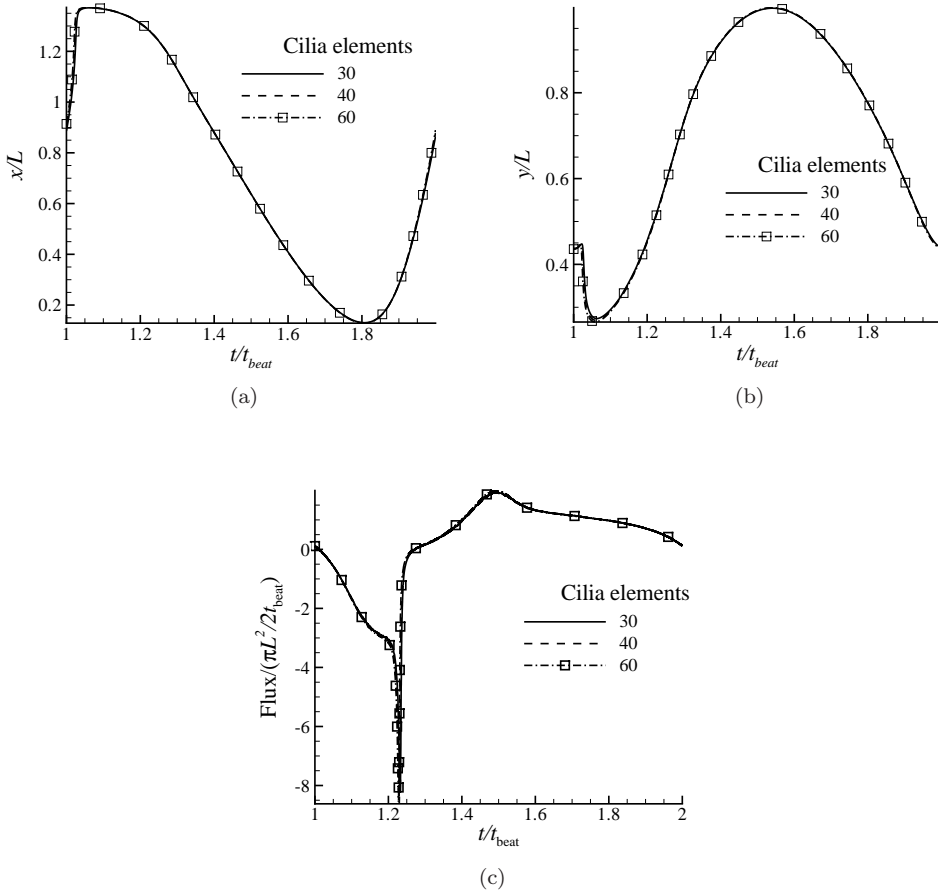 1.2
1
0.8
0.6
0.4
0.2
x/L
Cilia elements
30
40
60
1 1.2 1.4 1.6 1.8
t/t_beat
(a)
0.8
0.6
0.4
y/L
Cilia elements
30
40
60
1 1.2 1.4 1.6 1.8
t/t_beat
(b)
0
-2
-4
-6
-8
Flux/(πL²/2t_beat)
Cilia elements
30
40
60
1 1.2 1.4 1.6 1.8 2
t/t_beat
(c)